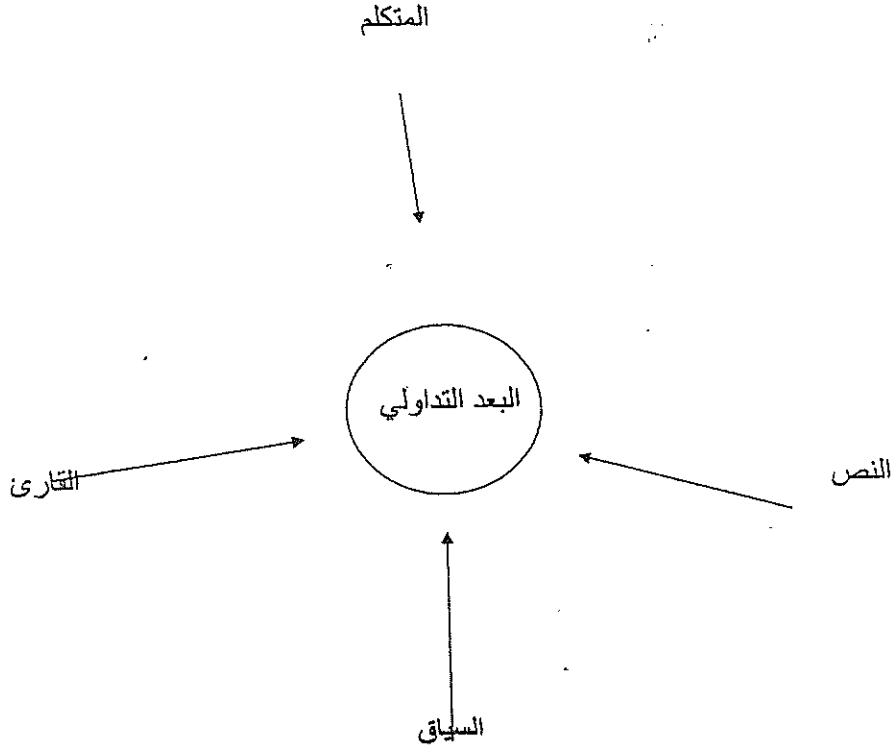 المتكلم
البعد التداولي
النص
القارئ
السياق